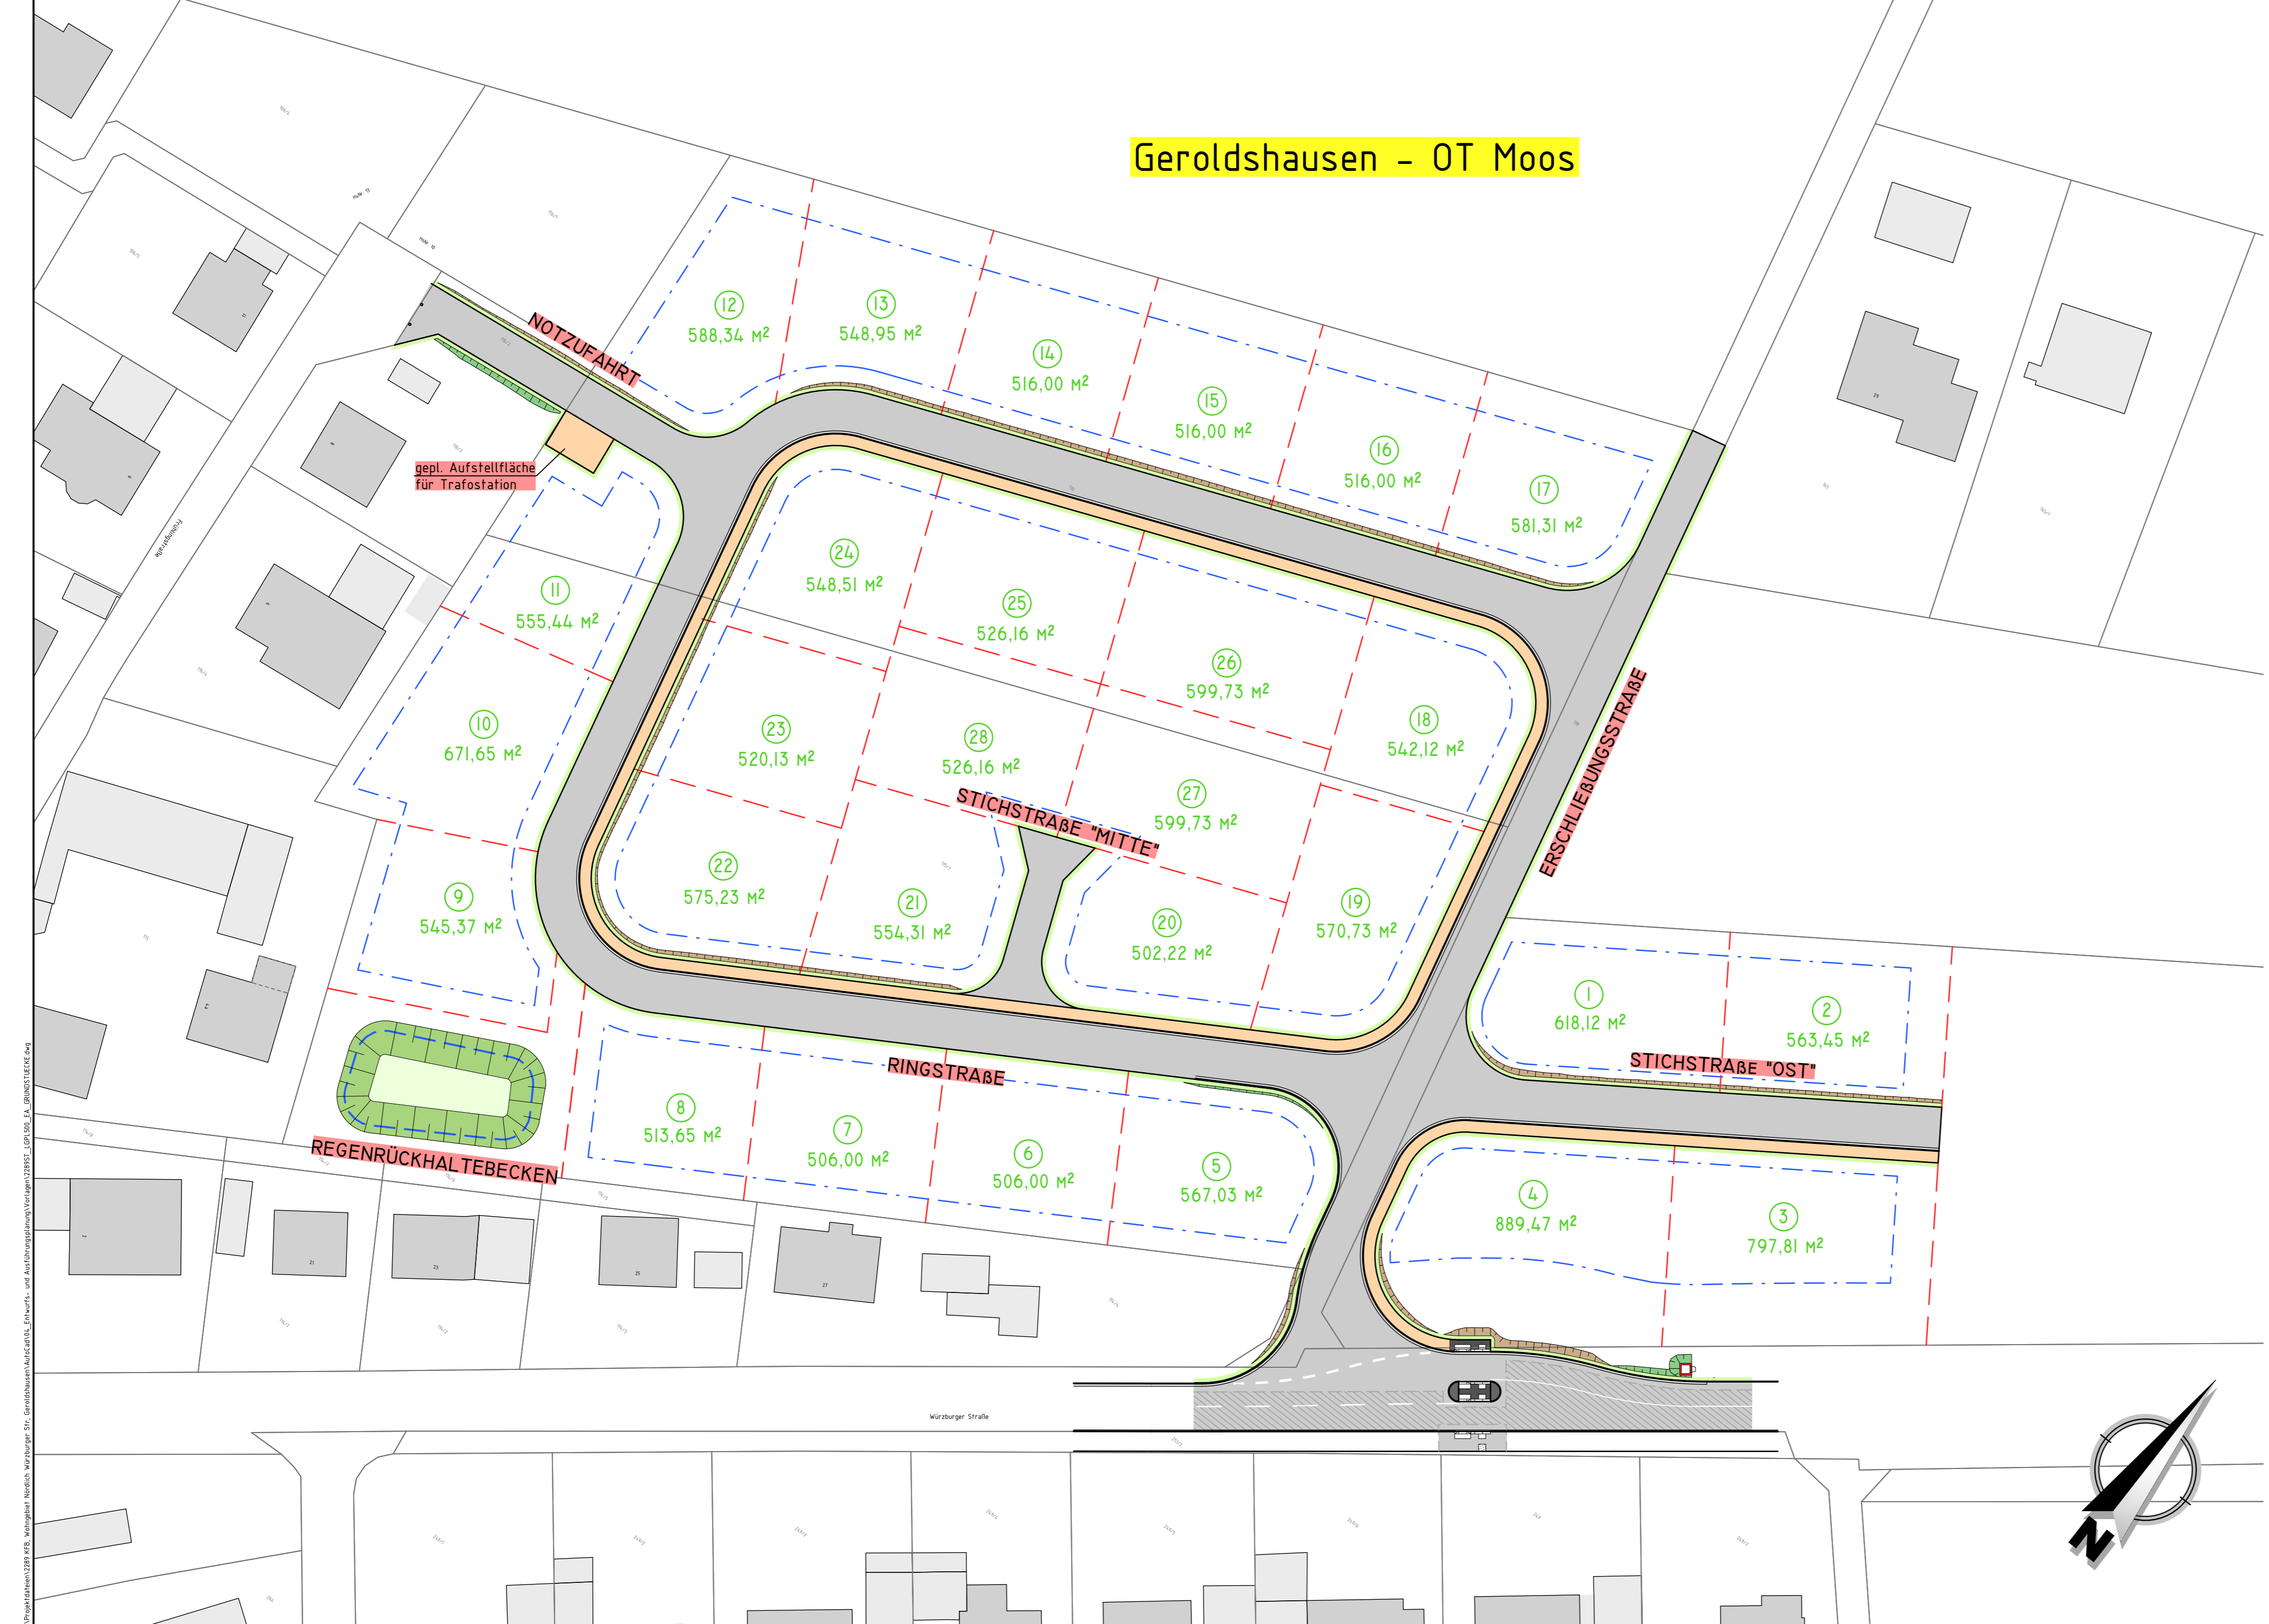 Geroldshausen - OT Moos
NOTZUFAHRT
12
588,34 M²
13
548,95 M²
14
516,00 M²
15
516,00 M²
16
516,00 M²
17
581,31 M²
gepl. Aufstellfläche
für Trafostation
24
548,51 M²
25
526,16 M²
26
599,73 M²
18
542,12 M²
11
555,44 M²
10
671,65 M²
23
520,13 M²
28
526,16 M²
27
599,73 M²
STICHSTRAßE "MITTE"
ERSCHLIEßUNGSSTRAßE
9
545,37 M²
22
575,23 M²
21
554,31 M²
20
502,22 M²
19
570,73 M²
1
618,12 M²
2
563,45 M²
STICHSTRAßE "OST"
RINGSTRAßE
REGENRÜCKHALTEBECKEN
8
513,65 M²
7
506,00 M²
6
506,00 M²
5
567,03 M²
4
889,47 M²
3
797,81 M²
Frühlingstraße
21
23
25
27
29
Würzburger Straße
N